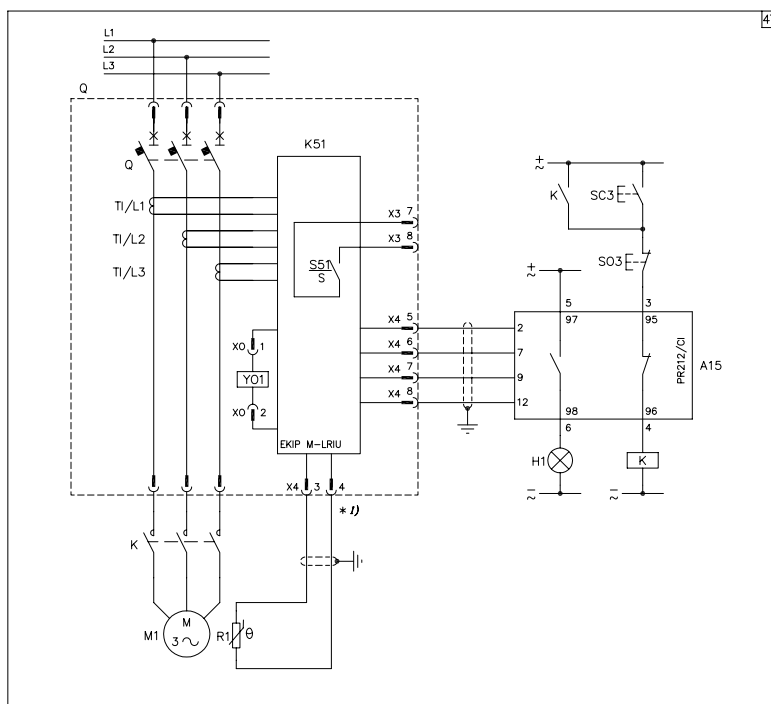 4
L1
L2
L3
Q
K51
Q
TI/L1
X3 7
TI/L2
X3 8
TI/L3
S51
S
K
SC3
SO3
X4 5
X4 6
X4 7
X4 8
2
7
9
12
5
3
97
95
PR212/CI
A15
98
96
6
4
X0 1
YO1
X0 2
EKIP M-LRIU
H1
K
X4 3
4
* 1)
K
M1
M
3
R1
θ